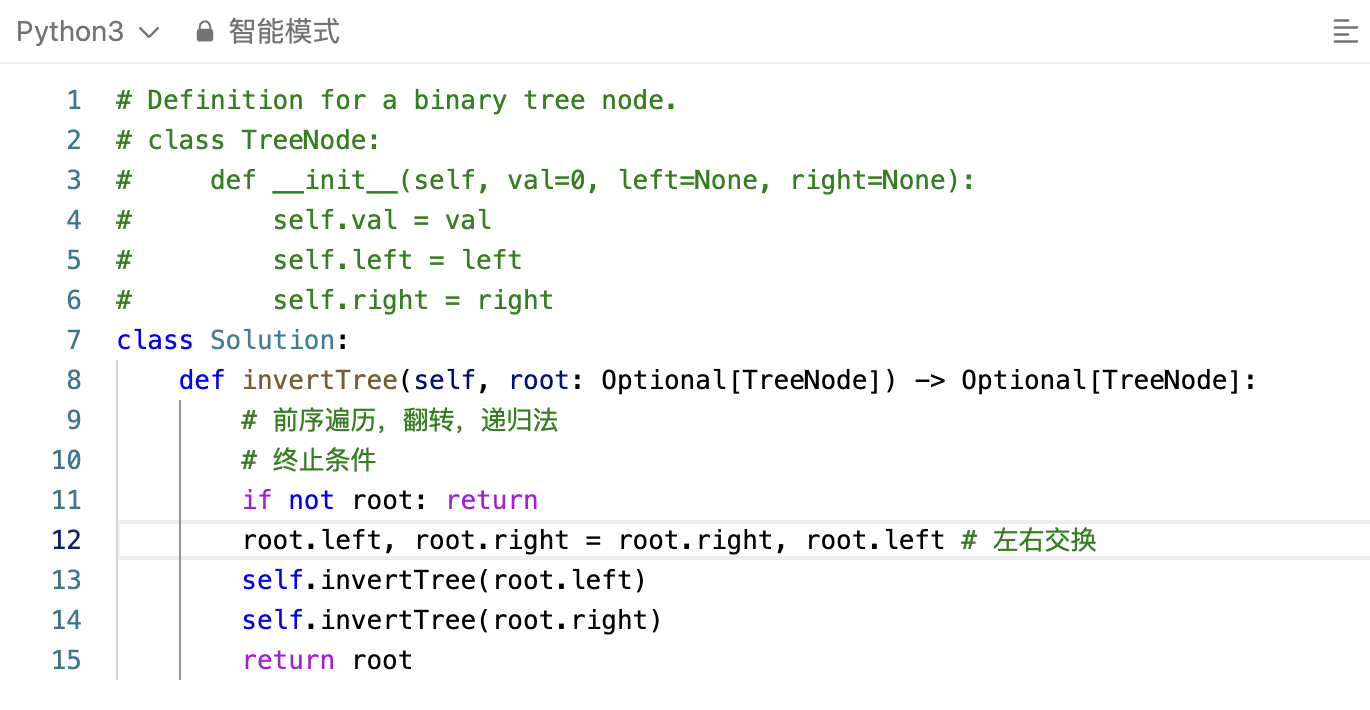 Python3 智能模式
1 # Definition for a binary tree node.
2 # class TreeNode:
3 #     def __init__(self, val=0, left=None, right=None):
4 #         self.val = val
5 #         self.left = left
6 #         self.right = right
7 class Solution:
8     def invertTree(self, root: Optional[TreeNode]) -> Optional[TreeNode]:
9         # 前序遍历，翻转，递归法
10         # 终止条件
11         if not root: return
12         root.left, root.right = root.right, root.left # 左右交换
13         self.invertTree(root.left)
14         self.invertTree(root.right)
15         return root